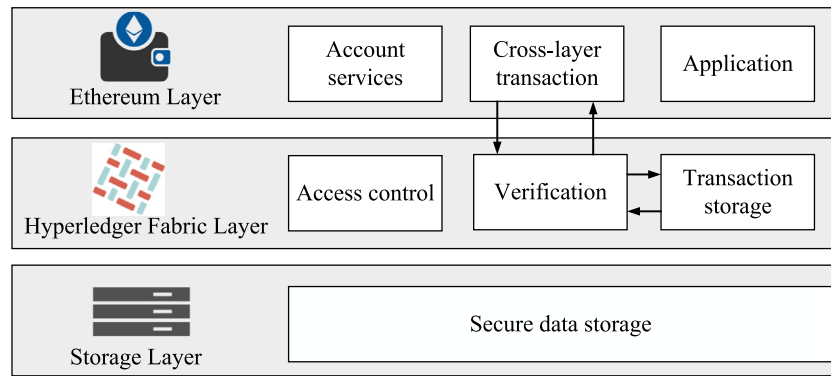 Ethereum Layer
Account
services
Cross-layer
transaction
Application
Hyperledger Fabric Layer
Access control
Verification
Transaction
storage
Storage Layer
Secure data storage